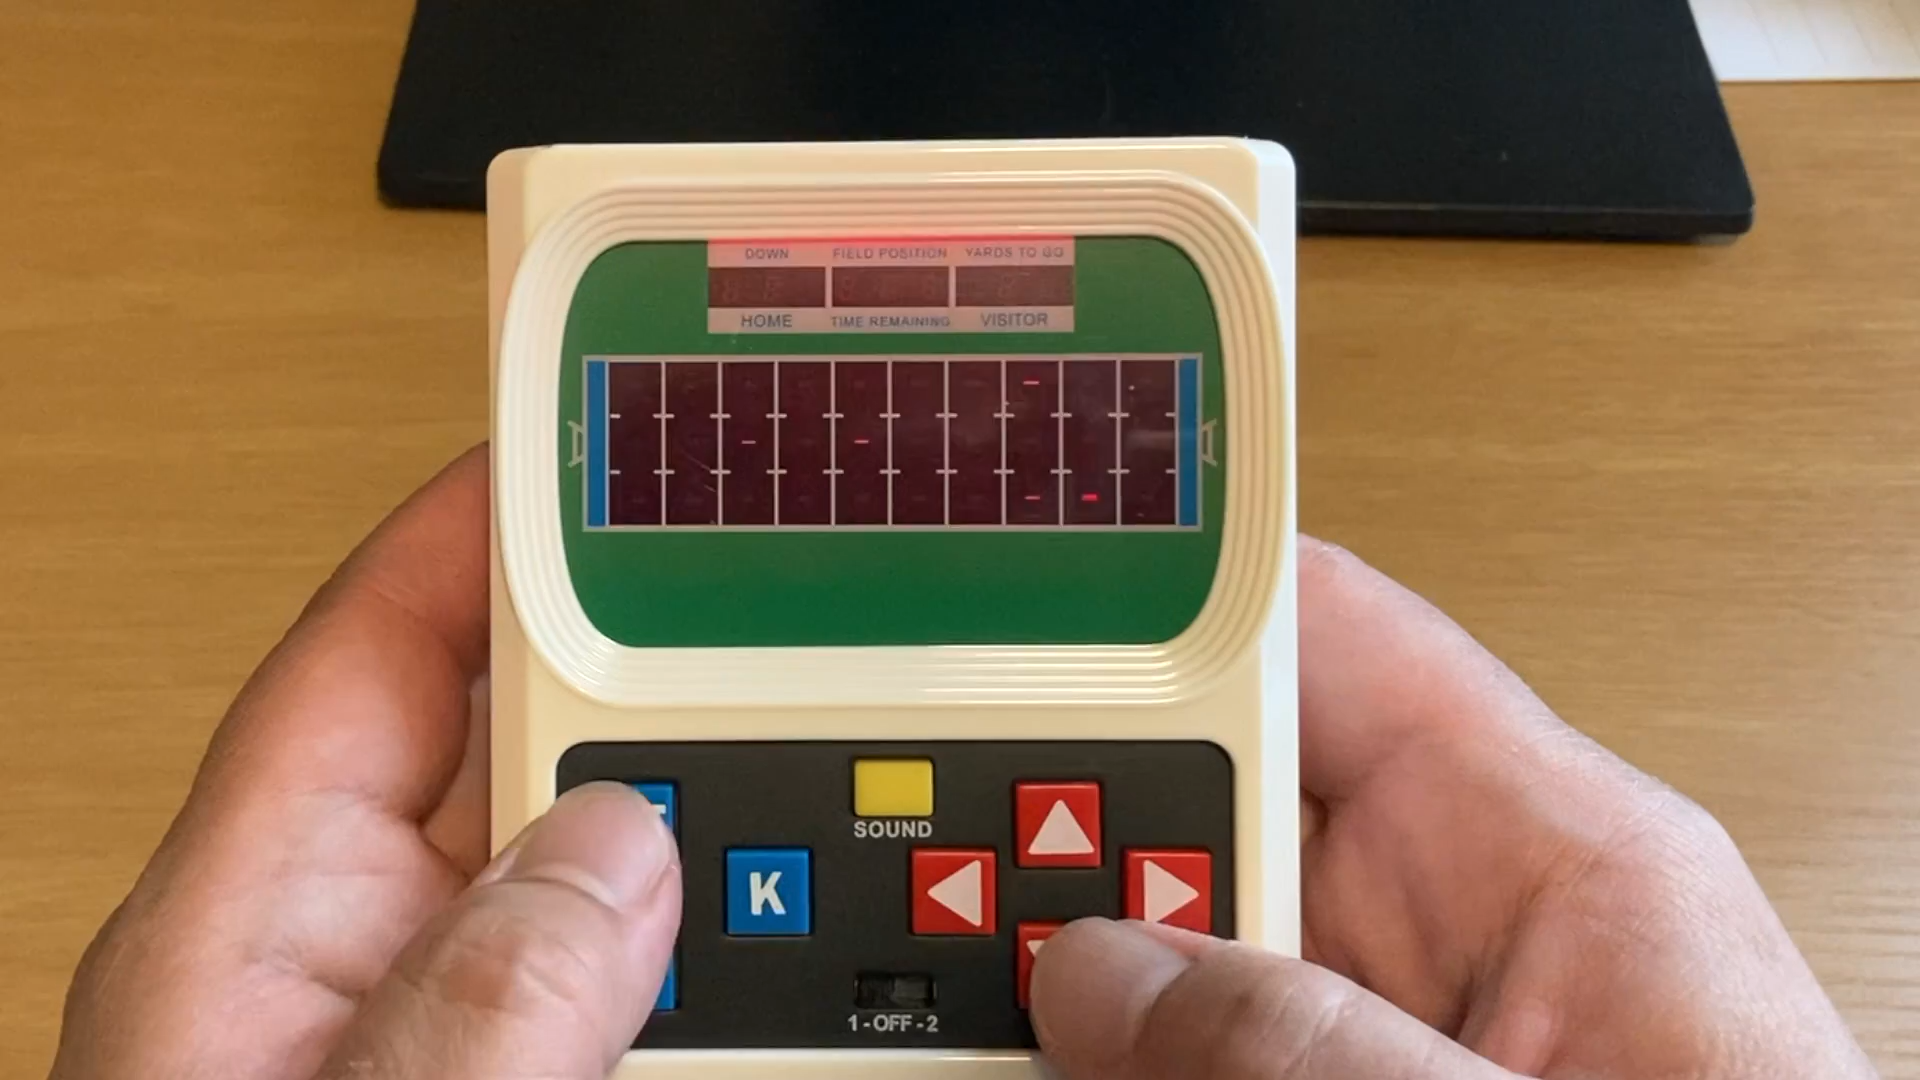 DOWN FIELD POSITION YARDS TO GO
HOME TIME REMAINING VISITOR
SOUND
K
1-OFF-2